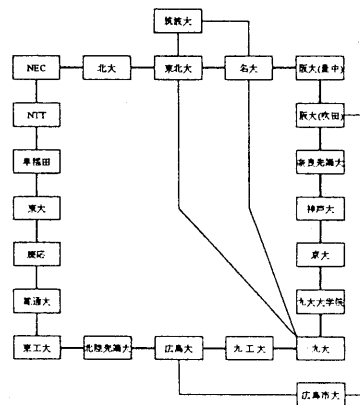 筑波大
NEC
北大
東北大
名大
阪大(豊中)
NTT
阪大(吹田)
早稲田
奈良先端大
東大
神戸大
慶応
京大
電通大
九大大学院
東工大
北陸先端大
広島大
九工大
九大
広島市大